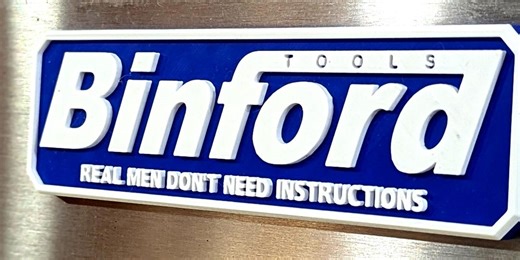 TOOLS
Binford
REAL MEN DON'T NEED INSTRUCTIONS